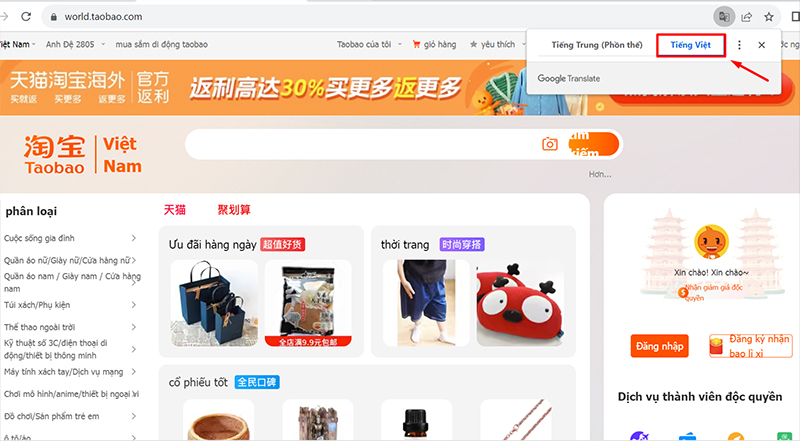 world.taobao.com
Việt Nam
Anh Dệ 2805
mua sắm di động taobao
Taobao của tôi
giỏ hàng
yêu thích
Tiếng Trung (Phồn thể)
Tiếng Việt
Google Translate
天猫淘宝海外 官方返利
买就返 买更多 返更多
返利高达30%买更多返更多
淘宝 Taobao
Việt Nam
tìm kiếm
Hơn...
phân loại
Cuộc sống gia đình
Quần áo nữ/Giày nữ/Cửa hàng nữ
Quần áo nam / Giày nam / Cửa hàng nam
Túi xách/Phụ kiện
Thể thao ngoài trời
Kỹ thuật số 3C/điện thoại di động/thiết bị thông minh
Máy tính xách tay/Dịch vụ mạng
Chơi mô hình/anime/thiết bị ngoại vi
Đồ chơi/Sản phẩm trẻ em
ô tô/áo
天猫
聚划算
Ưu đãi hàng ngày 超值好货
全店满9.9元包邮
thời trang 时尚穿搭
cổ phiếu tốt 全民口碑
Xin chào! Xin chào~
Nhận giảm giá độc quyền
Đăng nhập
Đăng ký nhận bao lì xì
Dịch vụ thành viên độc quyền